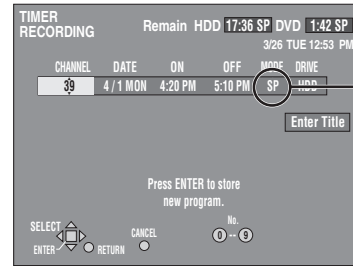 TIMER
RECORDING
Remain HDD 17:36 SP DVD 1:42 SP
3/26 TUE 12:53 PM
CHANNEL DATE ON OFF MODE DRIVE
39 4/1 MON 4:20 PM 5:10 PM SP HDD
Enter Title
Press ENTER to store
new program.
SELECT
CANCEL
No.
0 -- 9
ENTER
RETURN